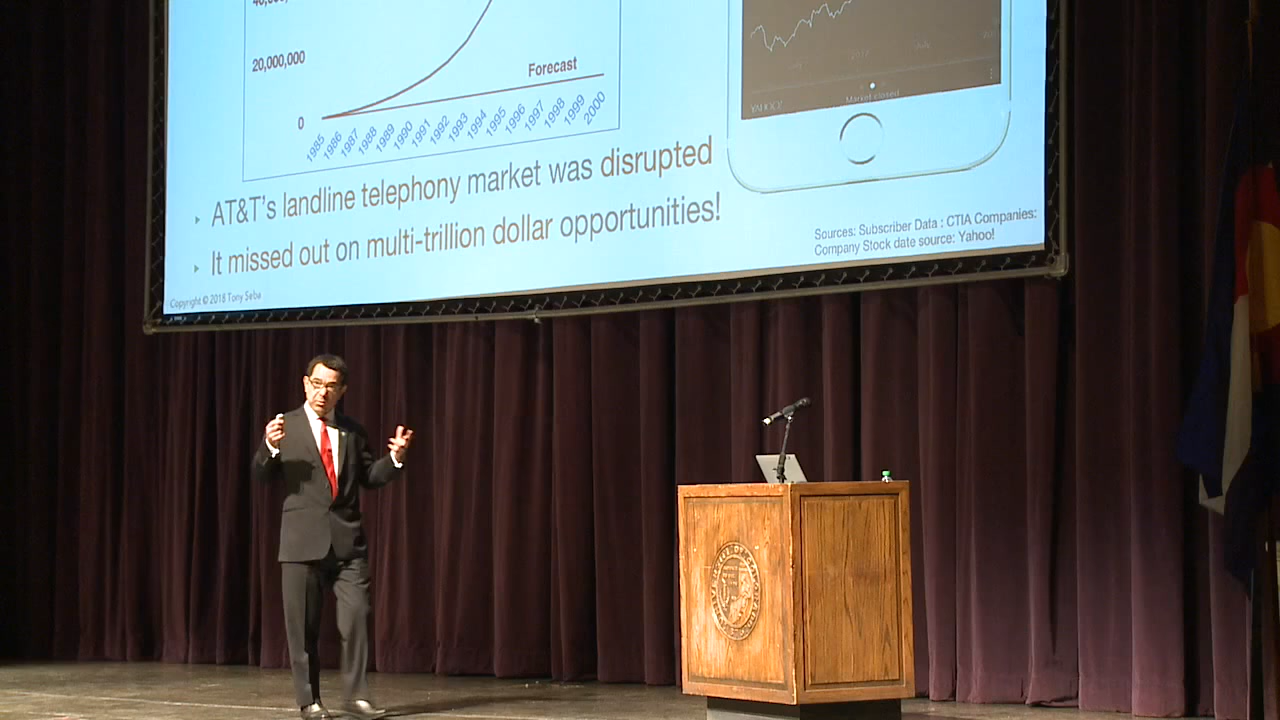 20,000,000
Forecast
0
1985 1986 1987 1988 1989 1990 1991 1992 1993 1994 1995 1996 1997 1998 1999 2000
YAHOO!
Market closed
▸ AT&T's landline telephony market was disrupted
▸ It missed out on multi-trillion dollar opportunities!
Sources: Subscriber Data : CTIA Companies:
Company Stock date source: Yahoo!
Copyright © 2018 Tony Seba